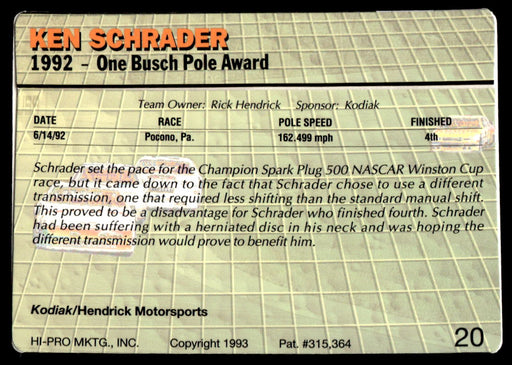 KEN SCHRADER
1992 - One Busch Pole Award
Team Owner: Rick Hendrick Sponsor: Kodiak
DATE RACE POLE SPEED FINISHED
6/14/92 Pocono, Pa. 162.499 mph 4th
Schrader set the pace for the Champion Spark Plug 500 NASCAR Winston Cup
race, but it came down to the fact that Schrader chose to use a different
transmission, one that required less shifting than the standard manual shift.
This proved to be a disadvantage for Schrader who finished fourth. Schrader
had been suffering with a herniated disc in his neck and was hoping the
different transmission would prove to benefit him.
Kodiak/Hendrick Motorsports
HI-PRO MKTG., INC. Copyright 1993 Pat. #315,364 20